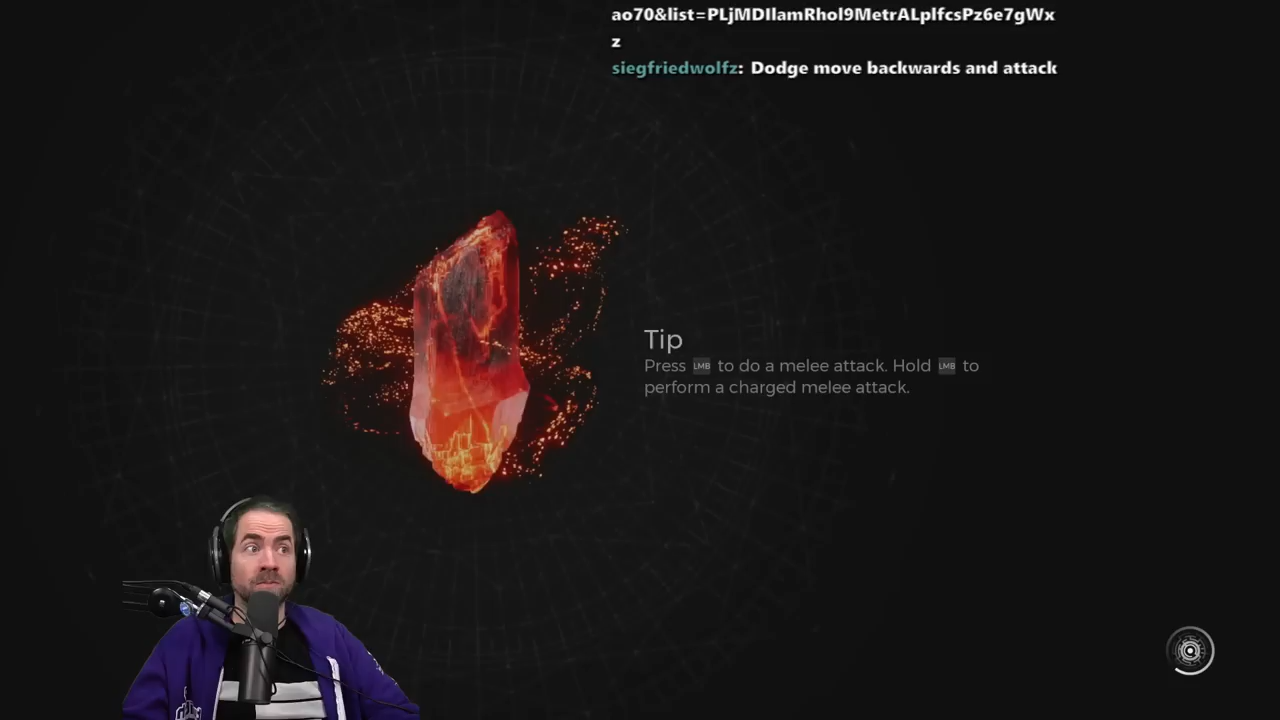 ao70&list=PLjMDIlamRhol9MetrALplfcsPz6e7gWx
z
siegfriedwolfz: Dodge move backwards and attack
Tip
Press LMB to do a melee attack. Hold LMB to
perform a charged melee attack.